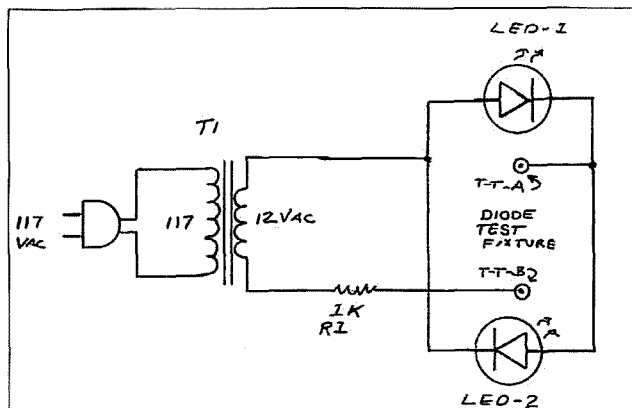 LED-1
T1
T-T-A
117
VAC
117
12VAC
DIODE
TEST
FIXTURE
T-T-B
1K
R1
LED-2